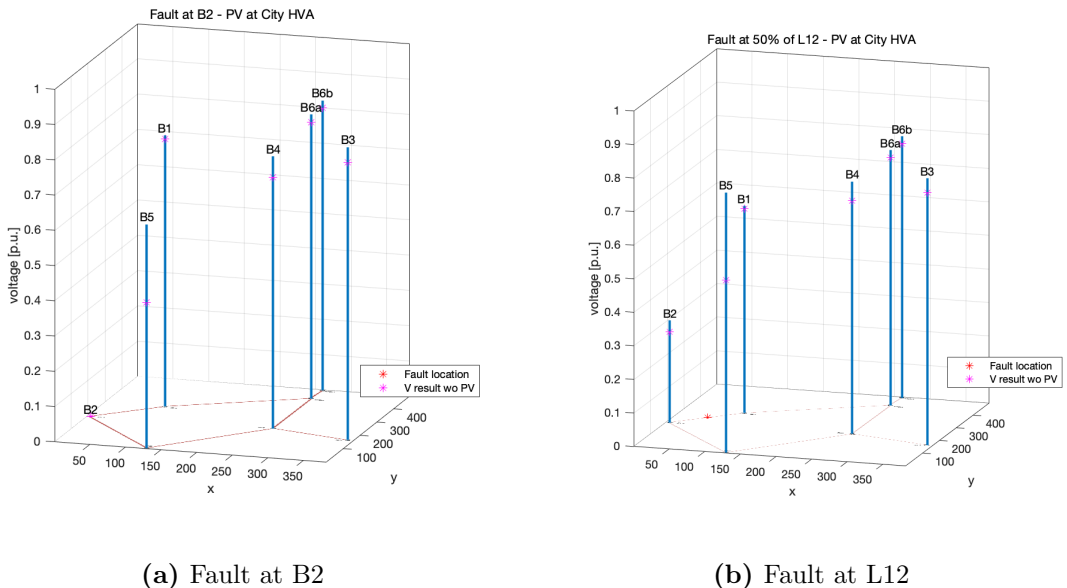 Fault at B2 - PV at City HVA
1
0.9
0.8
0.7
0.6
0.5
0.4
0.3
0.2
0.1
0
voltage [p.u.]
B1
B2
B3
B4
B5
B6a
B6b
50
100
150
200
250
300
350
x
100
200
300
400
y
Fault location
V result wo PV
(a) Fault at B2
Fault at 50% of L12 - PV at City HVA
1
0.9
0.8
0.7
0.6
0.5
0.4
0.3
0.2
0.1
0
voltage [p.u.]
B1
B2
B3
B4
B5
B6a
B6b
50
100
150
200
250
300
350
x
100
200
300
400
y
Fault location
V result wo PV
(b) Fault at L12